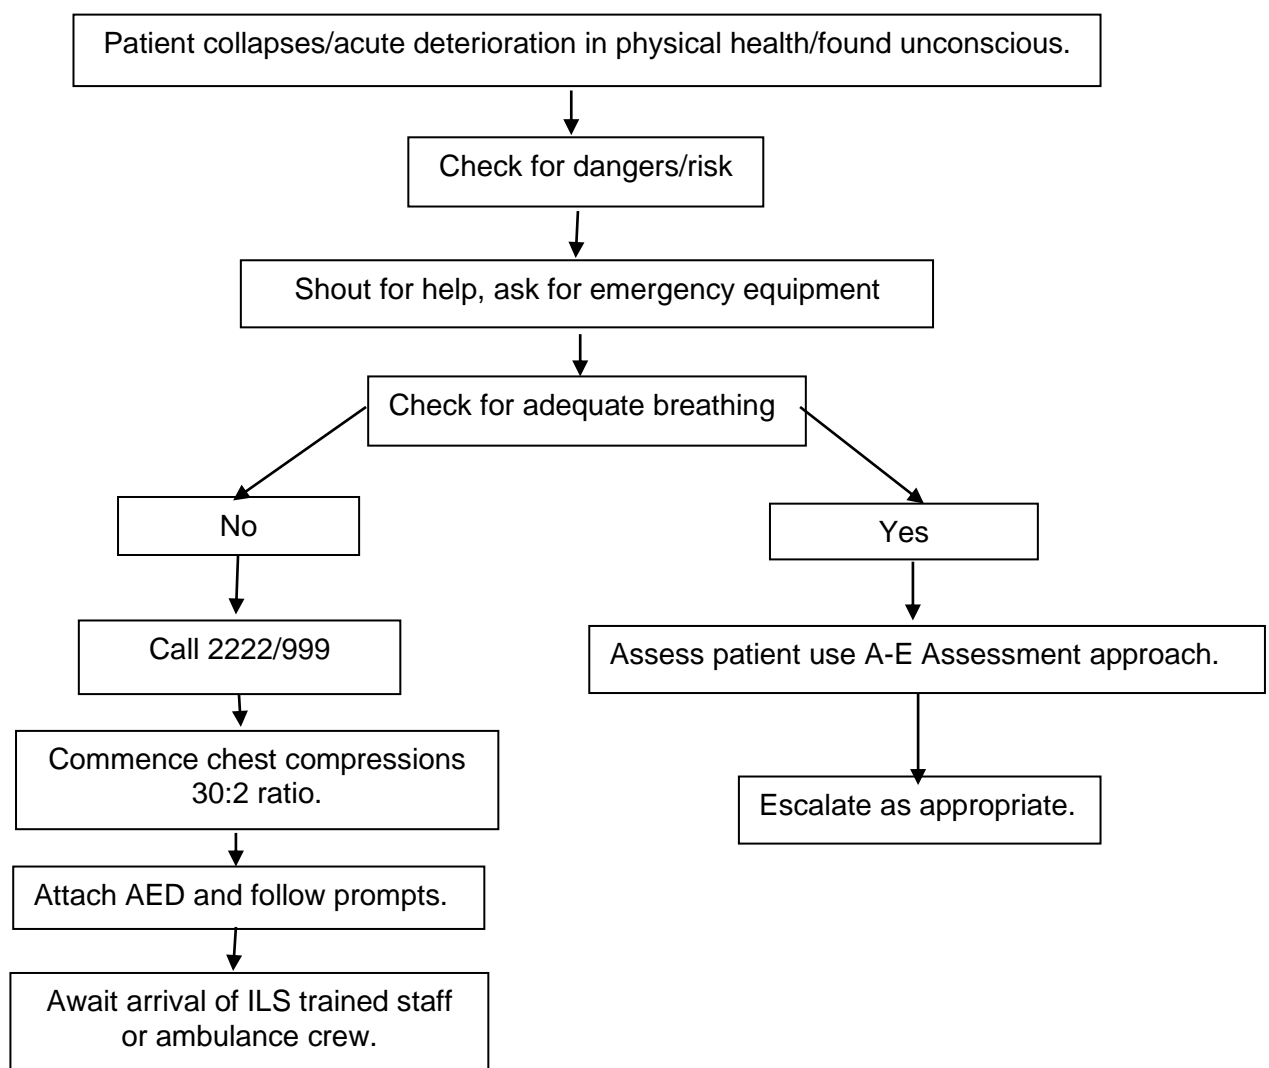 Patient collapses/acute deterioration in physical health/found unconscious.
Check for dangers/risk
Shout for help, ask for emergency equipment
Check for adequate breathing
No
Call 2222/999
Commence chest compressions
30:2 ratio.
Attach AED and follow prompts.
Await arrival of ILS trained staff
or ambulance crew.
Yes
Assess patient use A-E Assessment approach.
Escalate as appropriate.